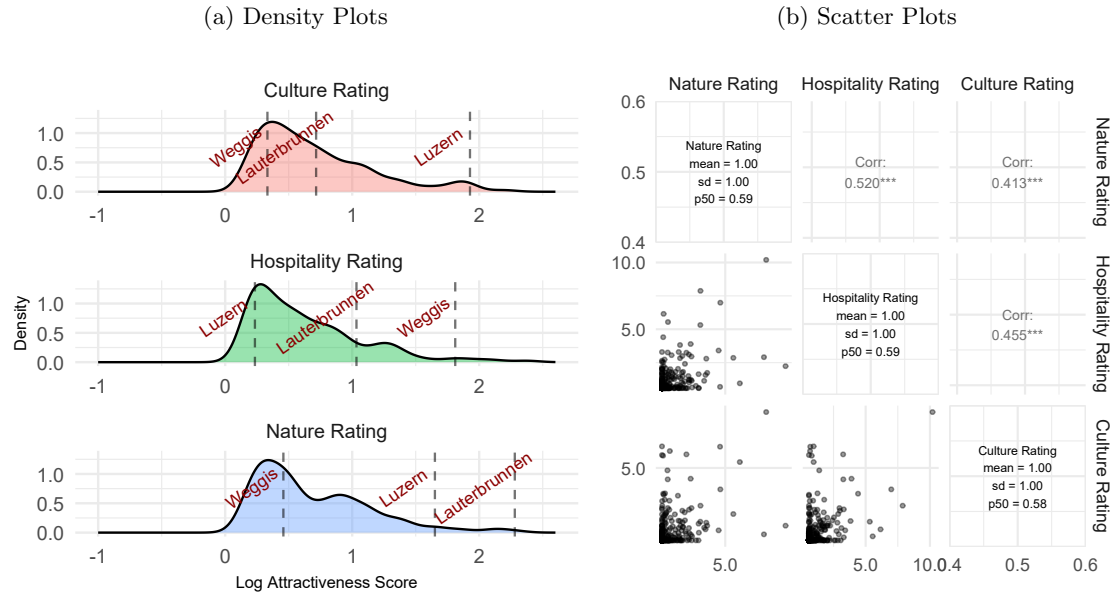 (a) Density Plots
Culture Rating
1.0
0.5
0.0
Weggis
Lauterbrunnen
Luzern
-1
0
1
2
Hospitality Rating
1.0
0.5
0.0
Luzern
Lauterbrunnen
Weggis
-1
0
1
2
Nature Rating
1.0
0.5
0.0
Weggis
Luzern
Lauterbrunnen
-1
0
1
2
Density
Log Attractiveness Score
(b) Scatter Plots
Nature Rating
Hospitality Rating
Culture Rating
0.6
0.5
0.4
Nature Rating
mean = 1.00
sd = 1.00
p50 = 0.59
Corr:
0.520***
Corr:
0.413***
Nature Rating
10.0
5.0
Hospitality Rating
mean = 1.00
sd = 1.00
p50 = 0.59
Corr:
0.455***
Hospitality Rating
5.0
Culture Rating
mean = 1.00
sd = 1.00
p50 = 0.58
Culture Rating
5.0
5.0
10.0
0.4
0.5
0.6